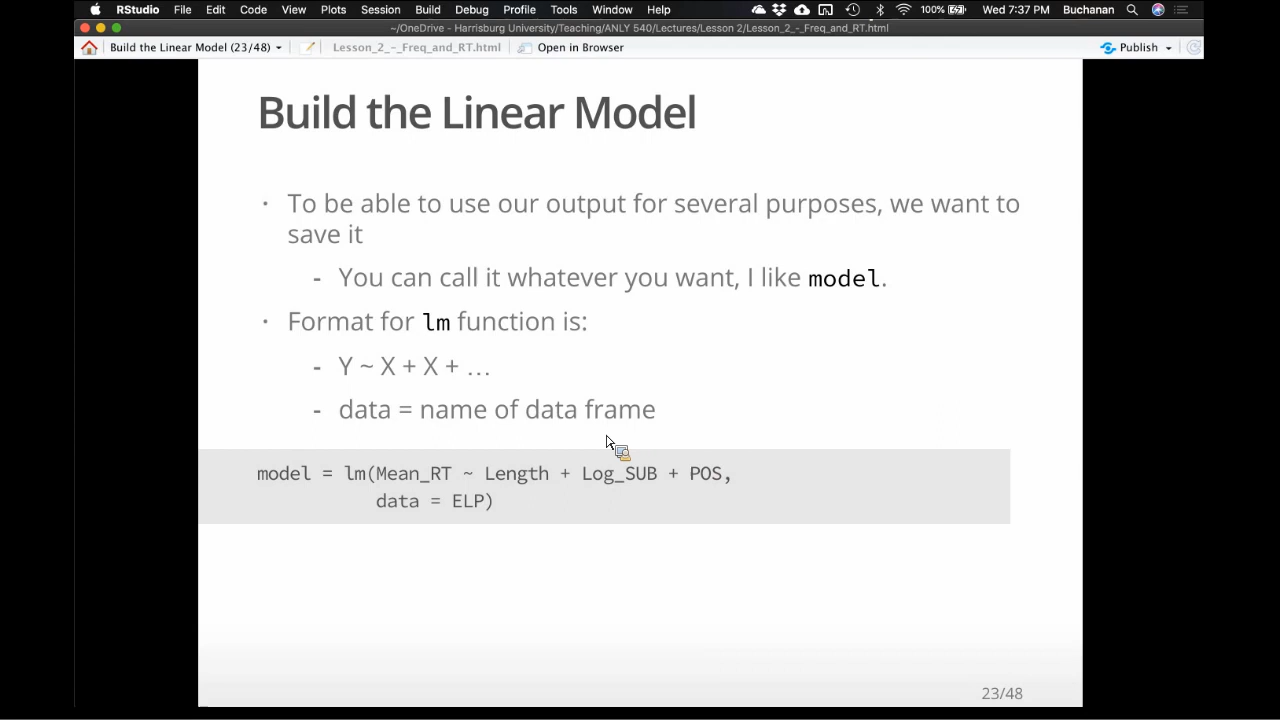 RStudio File Edit Code View Plots Session Build Debug Profile Tools Window Help 100% Wed 7:37 PM Buchanan
~/OneDrive - Harrisburg University/Teaching/ANLY 540/Lectures/Lesson 2/Lesson_2_-_Freq_and_RT.html
Build the Linear Model (23/48) Lesson_2_-_Freq_and_RT.html Open in Browser Publish
Build the Linear Model
• To be able to use our output for several purposes, we want to
save it
- You can call it whatever you want, I like model.
• Format for lm function is:
- Y ~ X + X + …
- data = name of data frame
model = lm(Mean_RT ~ Length + Log_SUB + POS,
data = ELP)
23/48